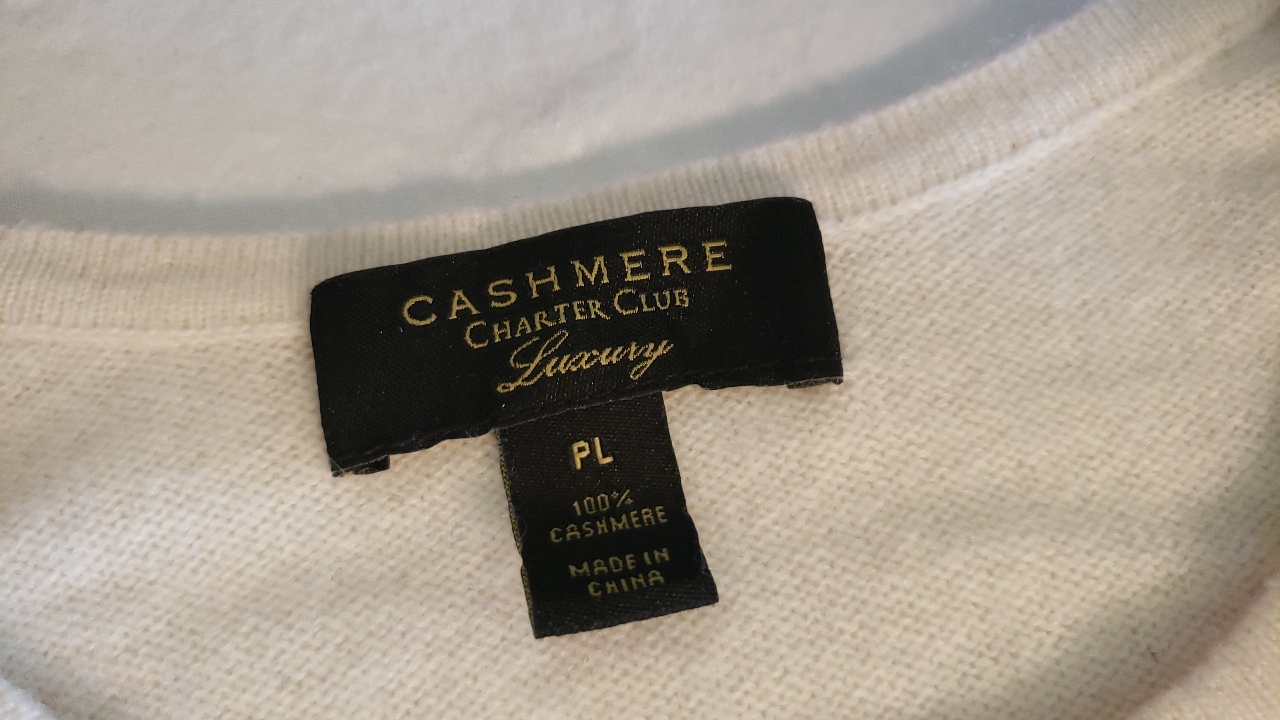 CASHMERE
CHARTER CLUB
Luxury
PL
100%
CASHMERE
MADE IN
CHINA